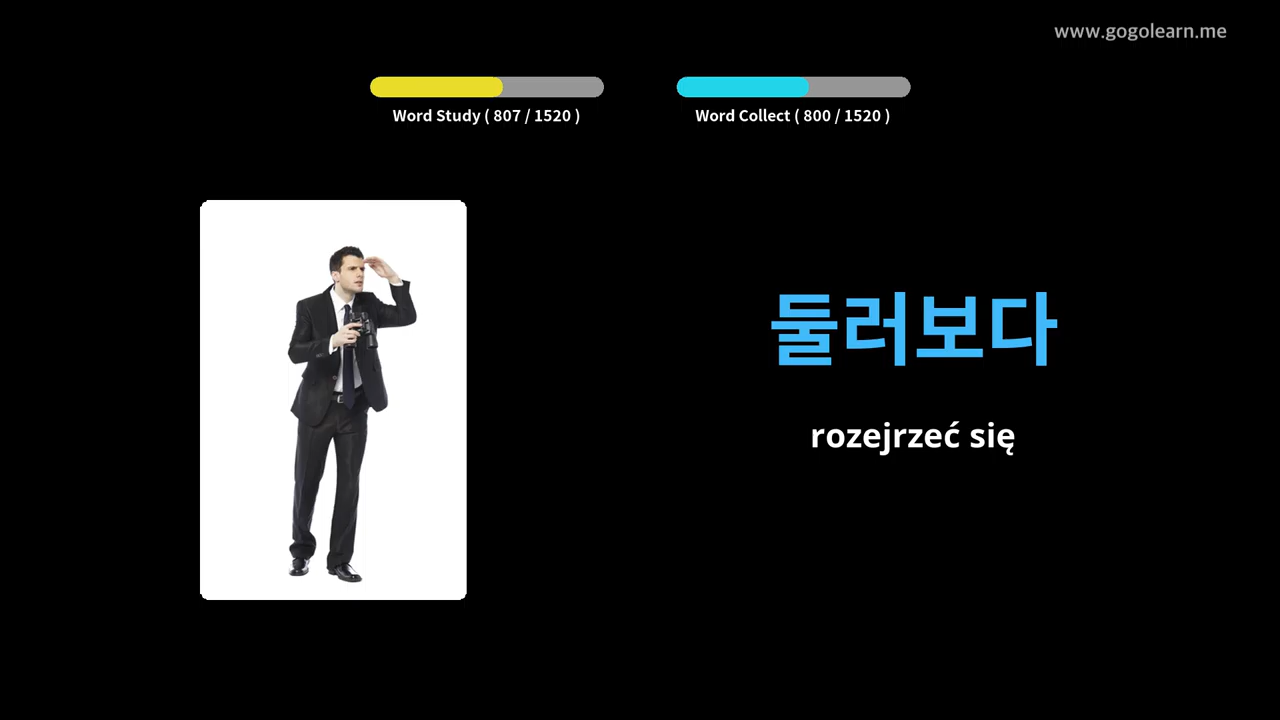 www.gogolearn.me
Word Study ( 807 / 1520 )
Word Collect ( 800 / 1520 )
둘러보다
rozejrzeć się